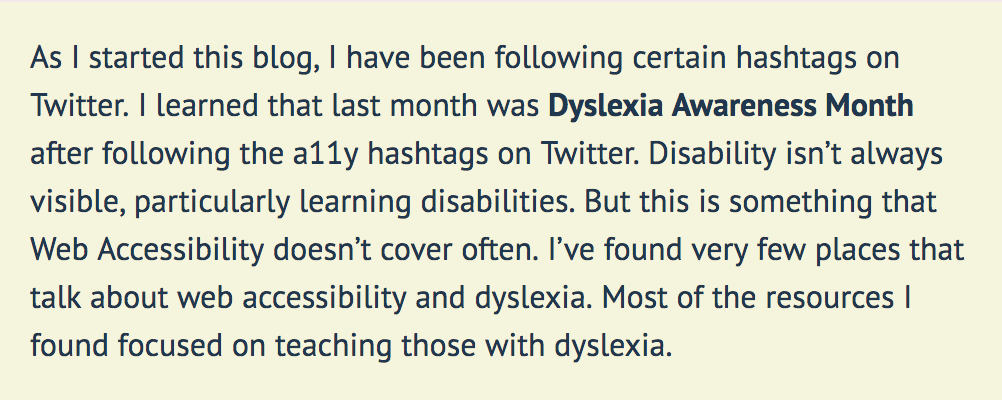 As I started this blog, I have been following certain hashtags on
Twitter. I learned that last month was Dyslexia Awareness Month
after following the a11y hashtags on Twitter. Disability isn’t always
visible, particularly learning disabilities. But this is something that
Web Accessibility doesn’t cover often. I’ve found very few places that
talk about web accessibility and dyslexia. Most of the resources I
found focused on teaching those with dyslexia.